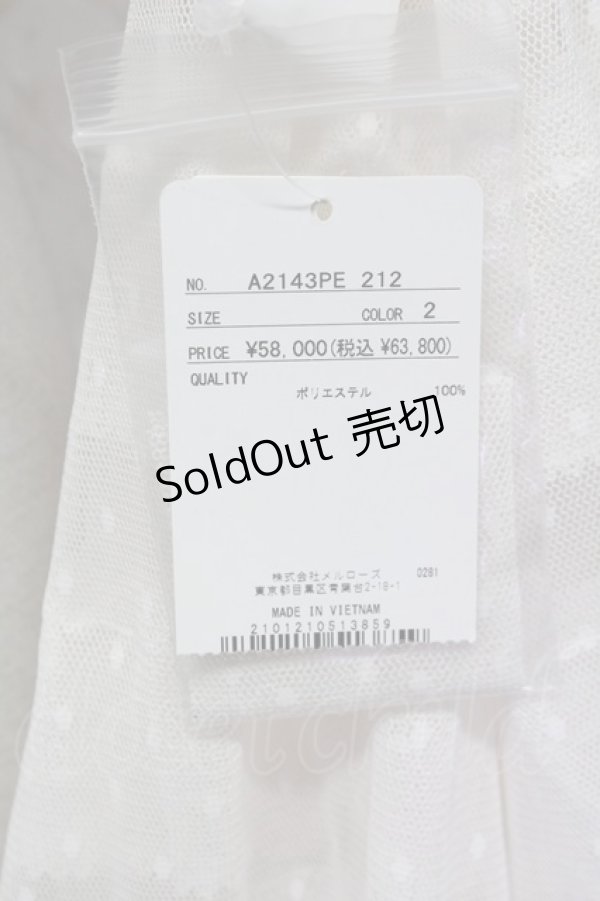 NO. A2143PE 212
SIZE COLOR 2
PRICE ¥58,000(税込 ¥63,800)
QUALITY
ポリエステル 100%
SoldOut 売切
株式会社メルローズ 0281
東京都目黒区青葉台2-18-1
MADE IN VIETNAM
2101210513859